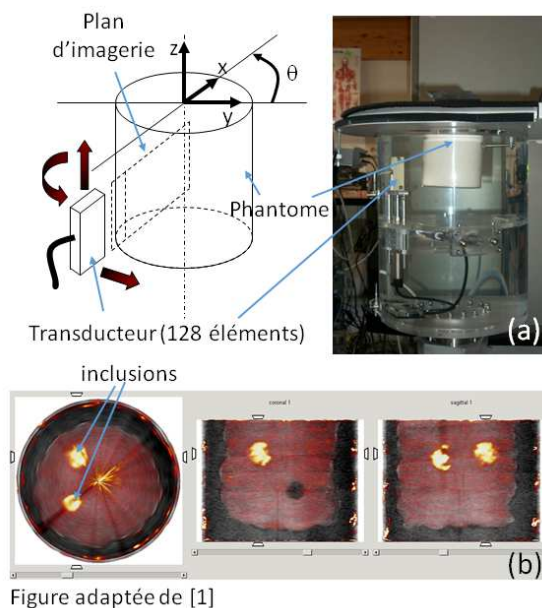 Plan
d’imagerie
z
x
θ
y
Phantome
Transducteur (128 éléments)
(a)
inclusions
coronal 1
sagittal 1
(b)
Figure adaptée de [1]